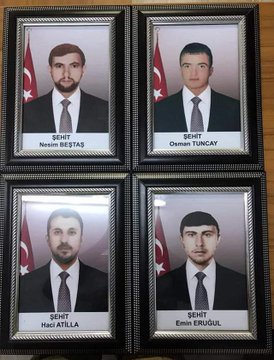 ŞEHİT
Nesim BEŞTAŞ
ŞEHİT
Osman TUNCAY
ŞEHİT
Haci ATİLLA
ŞEHİT
Emin ERUĞUL